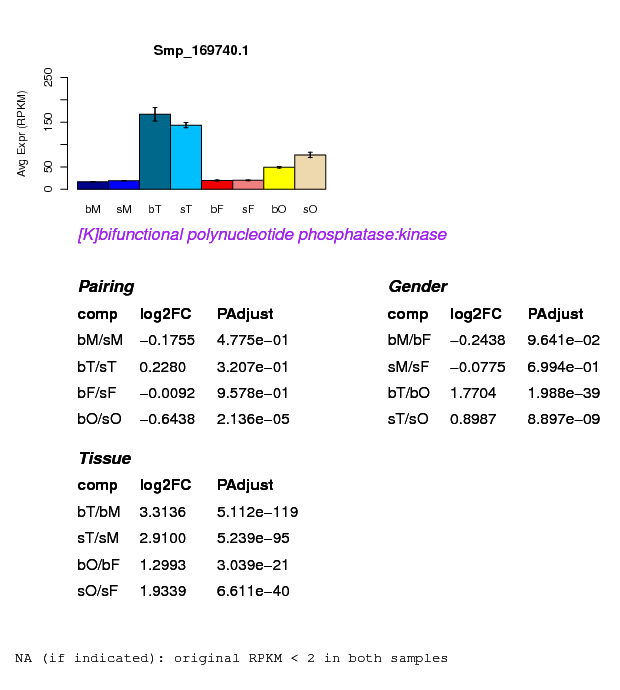 Smp_169740.1
Avg Expr (RPKM)
250
150
50
0
bM sM bT sT bF sF bO sO
[K]bifunctional polynucleotide phosphatase:kinase
Pairing
comp log2FC PAdjust
bM/sM −0.1755 4.775e−01
bT/sT 0.2280 3.207e−01
bF/sF −0.0092 9.578e−01
bO/sO −0.6438 2.136e−05
Gender
comp log2FC PAdjust
bM/bF −0.2438 9.641e−02
sM/sF −0.0775 6.994e−01
bT/bO 1.7704 1.988e−39
sT/sO 0.8987 8.897e−09
Tissue
comp log2FC PAdjust
bT/bM 3.3136 5.112e−119
sT/sM 2.9100 5.239e−95
bO/bF 1.2993 3.039e−21
sO/sF 1.9339 6.611e−40
NA (if indicated): original RPKM < 2 in both samples